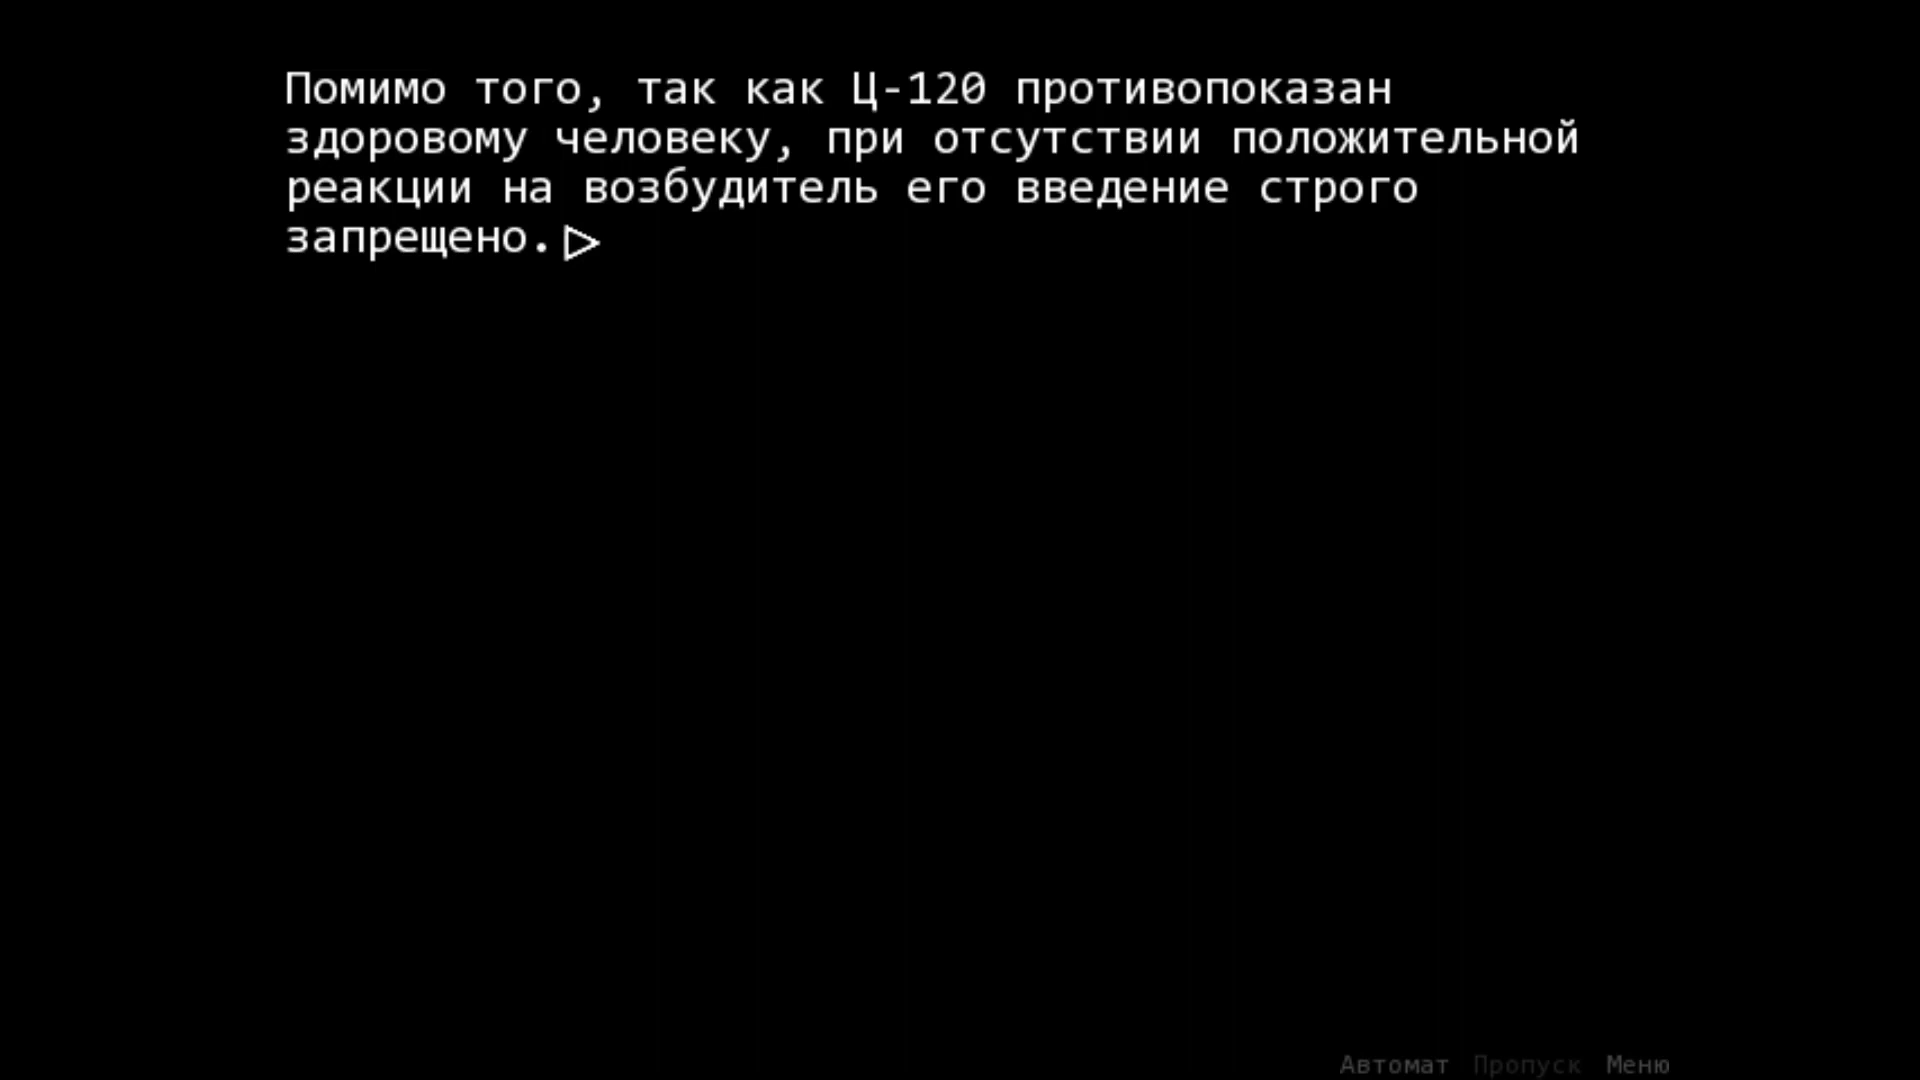 Помимо того, так как Ц-120 противопоказан
здоровому человеку, при отсутствии положительной
реакции на возбудитель его введение строго
запрещено.
Автомат Пропуск Меню